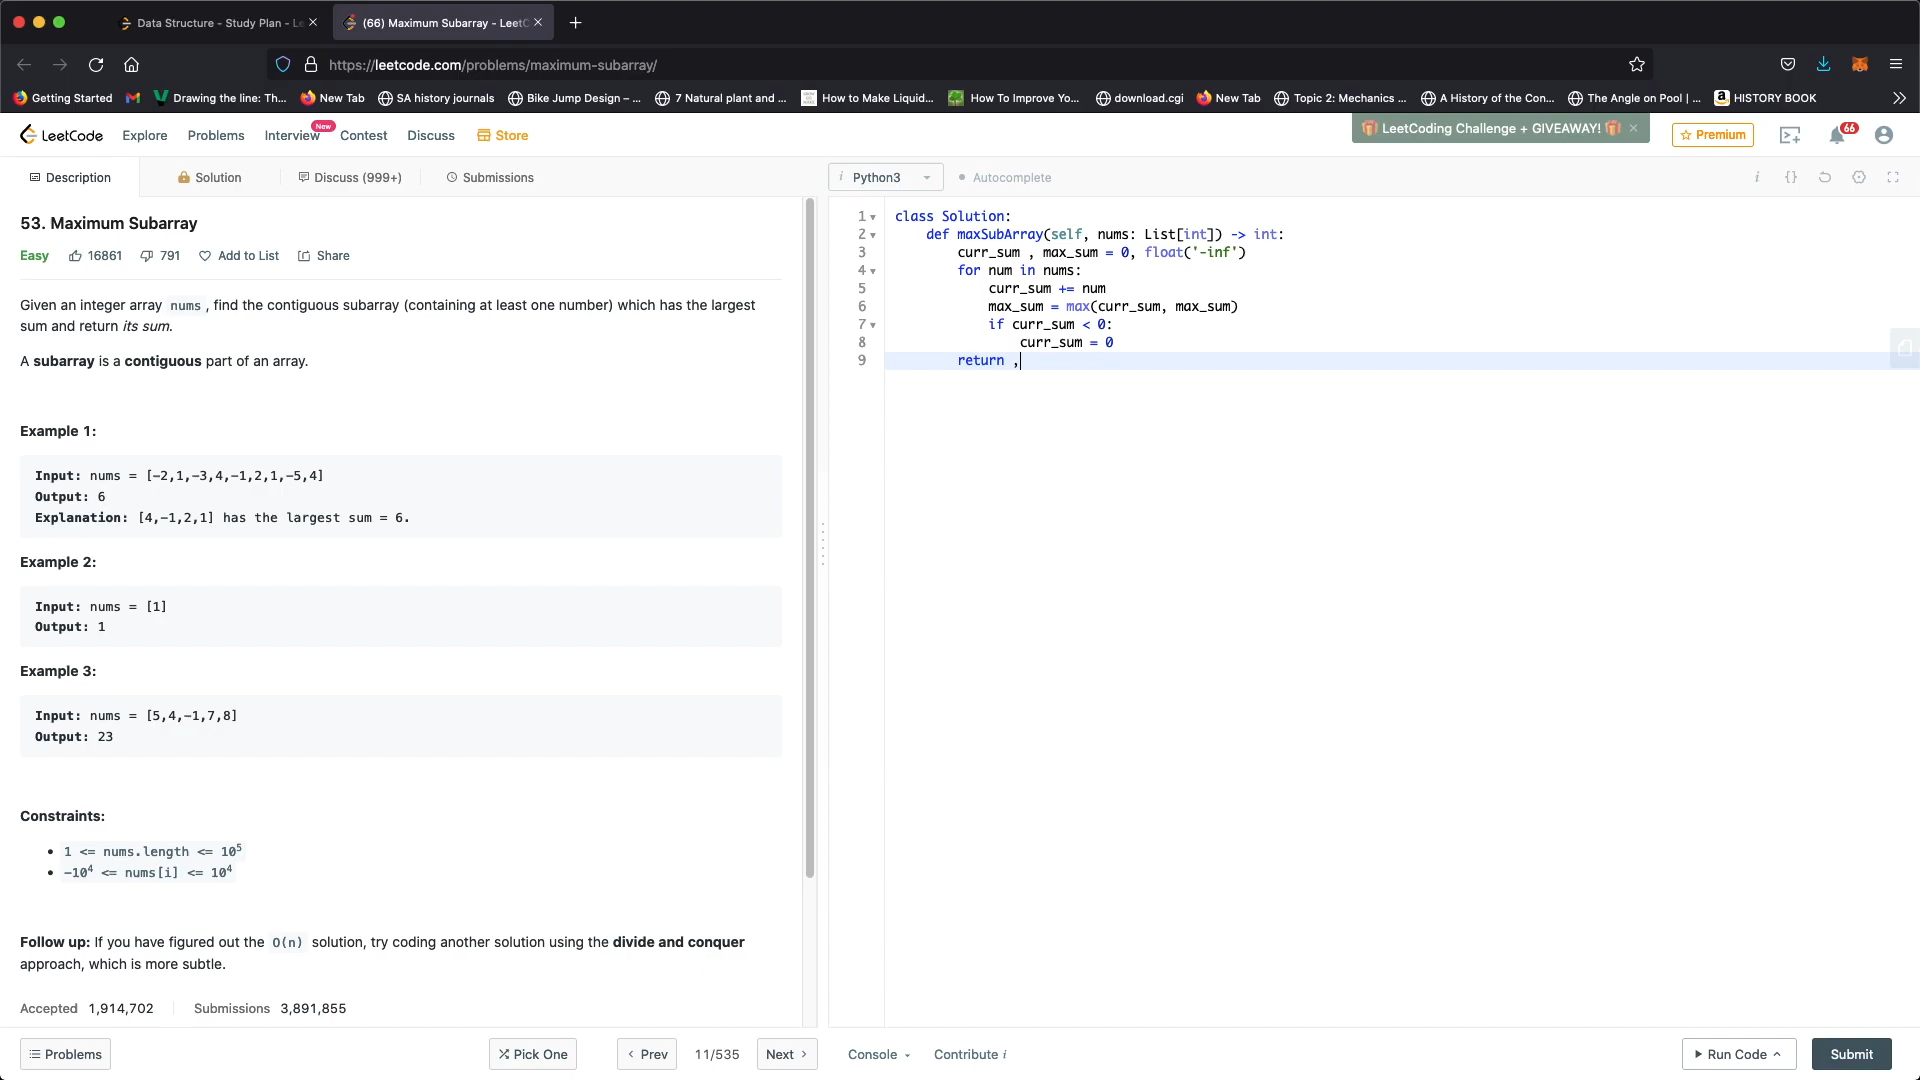 Data Structure - Study Plan - Le
(66) Maximum Subarray - LeetC
https://leetcode.com/problems/maximum-subarray/
Getting Started Drawing the line: Th... New Tab SA history journals Bike Jump Design – ... 7 Natural plant and ... How to Make Liquid... How To Improve Yo... download.cgi New Tab Topic 2: Mechanics ... A History of the Con... The Angle on Pool | ... HISTORY BOOK
LeetCode Explore Problems Interview New Contest Discuss Store LeetCoding Challenge + GIVEAWAY! Premium 66
Description Solution Discuss (999+) Submissions
i Python3 Autocomplete i {}
53. Maximum Subarray
Easy 16861 791 Add to List Share
Given an integer array nums, find the contiguous subarray (containing at least one number) which has the largest
sum and return its sum.
A subarray is a contiguous part of an array.
Example 1:
Input: nums = [-2,1,-3,4,-1,2,1,-5,4]
Output: 6
Explanation: [4,-1,2,1] has the largest sum = 6.
Example 2:
Input: nums = [1]
Output: 1
Example 3:
Input: nums = [5,4,-1,7,8]
Output: 23
Constraints:
1 <= nums.length <= 10⁵
-10⁴ <= nums[i] <= 10⁴
Follow up: If you have figured out the O(n) solution, try coding another solution using the divide and conquer
approach, which is more subtle.
Accepted 1,914,702 Submissions 3,891,855
1 class Solution:
2 def maxSubArray(self, nums: List[int]) -> int:
3 curr_sum , max_sum = 0, float('-inf')
4 for num in nums:
5 curr_sum += num
6 max_sum = max(curr_sum, max_sum)
7 if curr_sum < 0:
8 curr_sum = 0
9 return ,
Problems Pick One Prev 11/535 Next Console Contribute i Run Code Submit